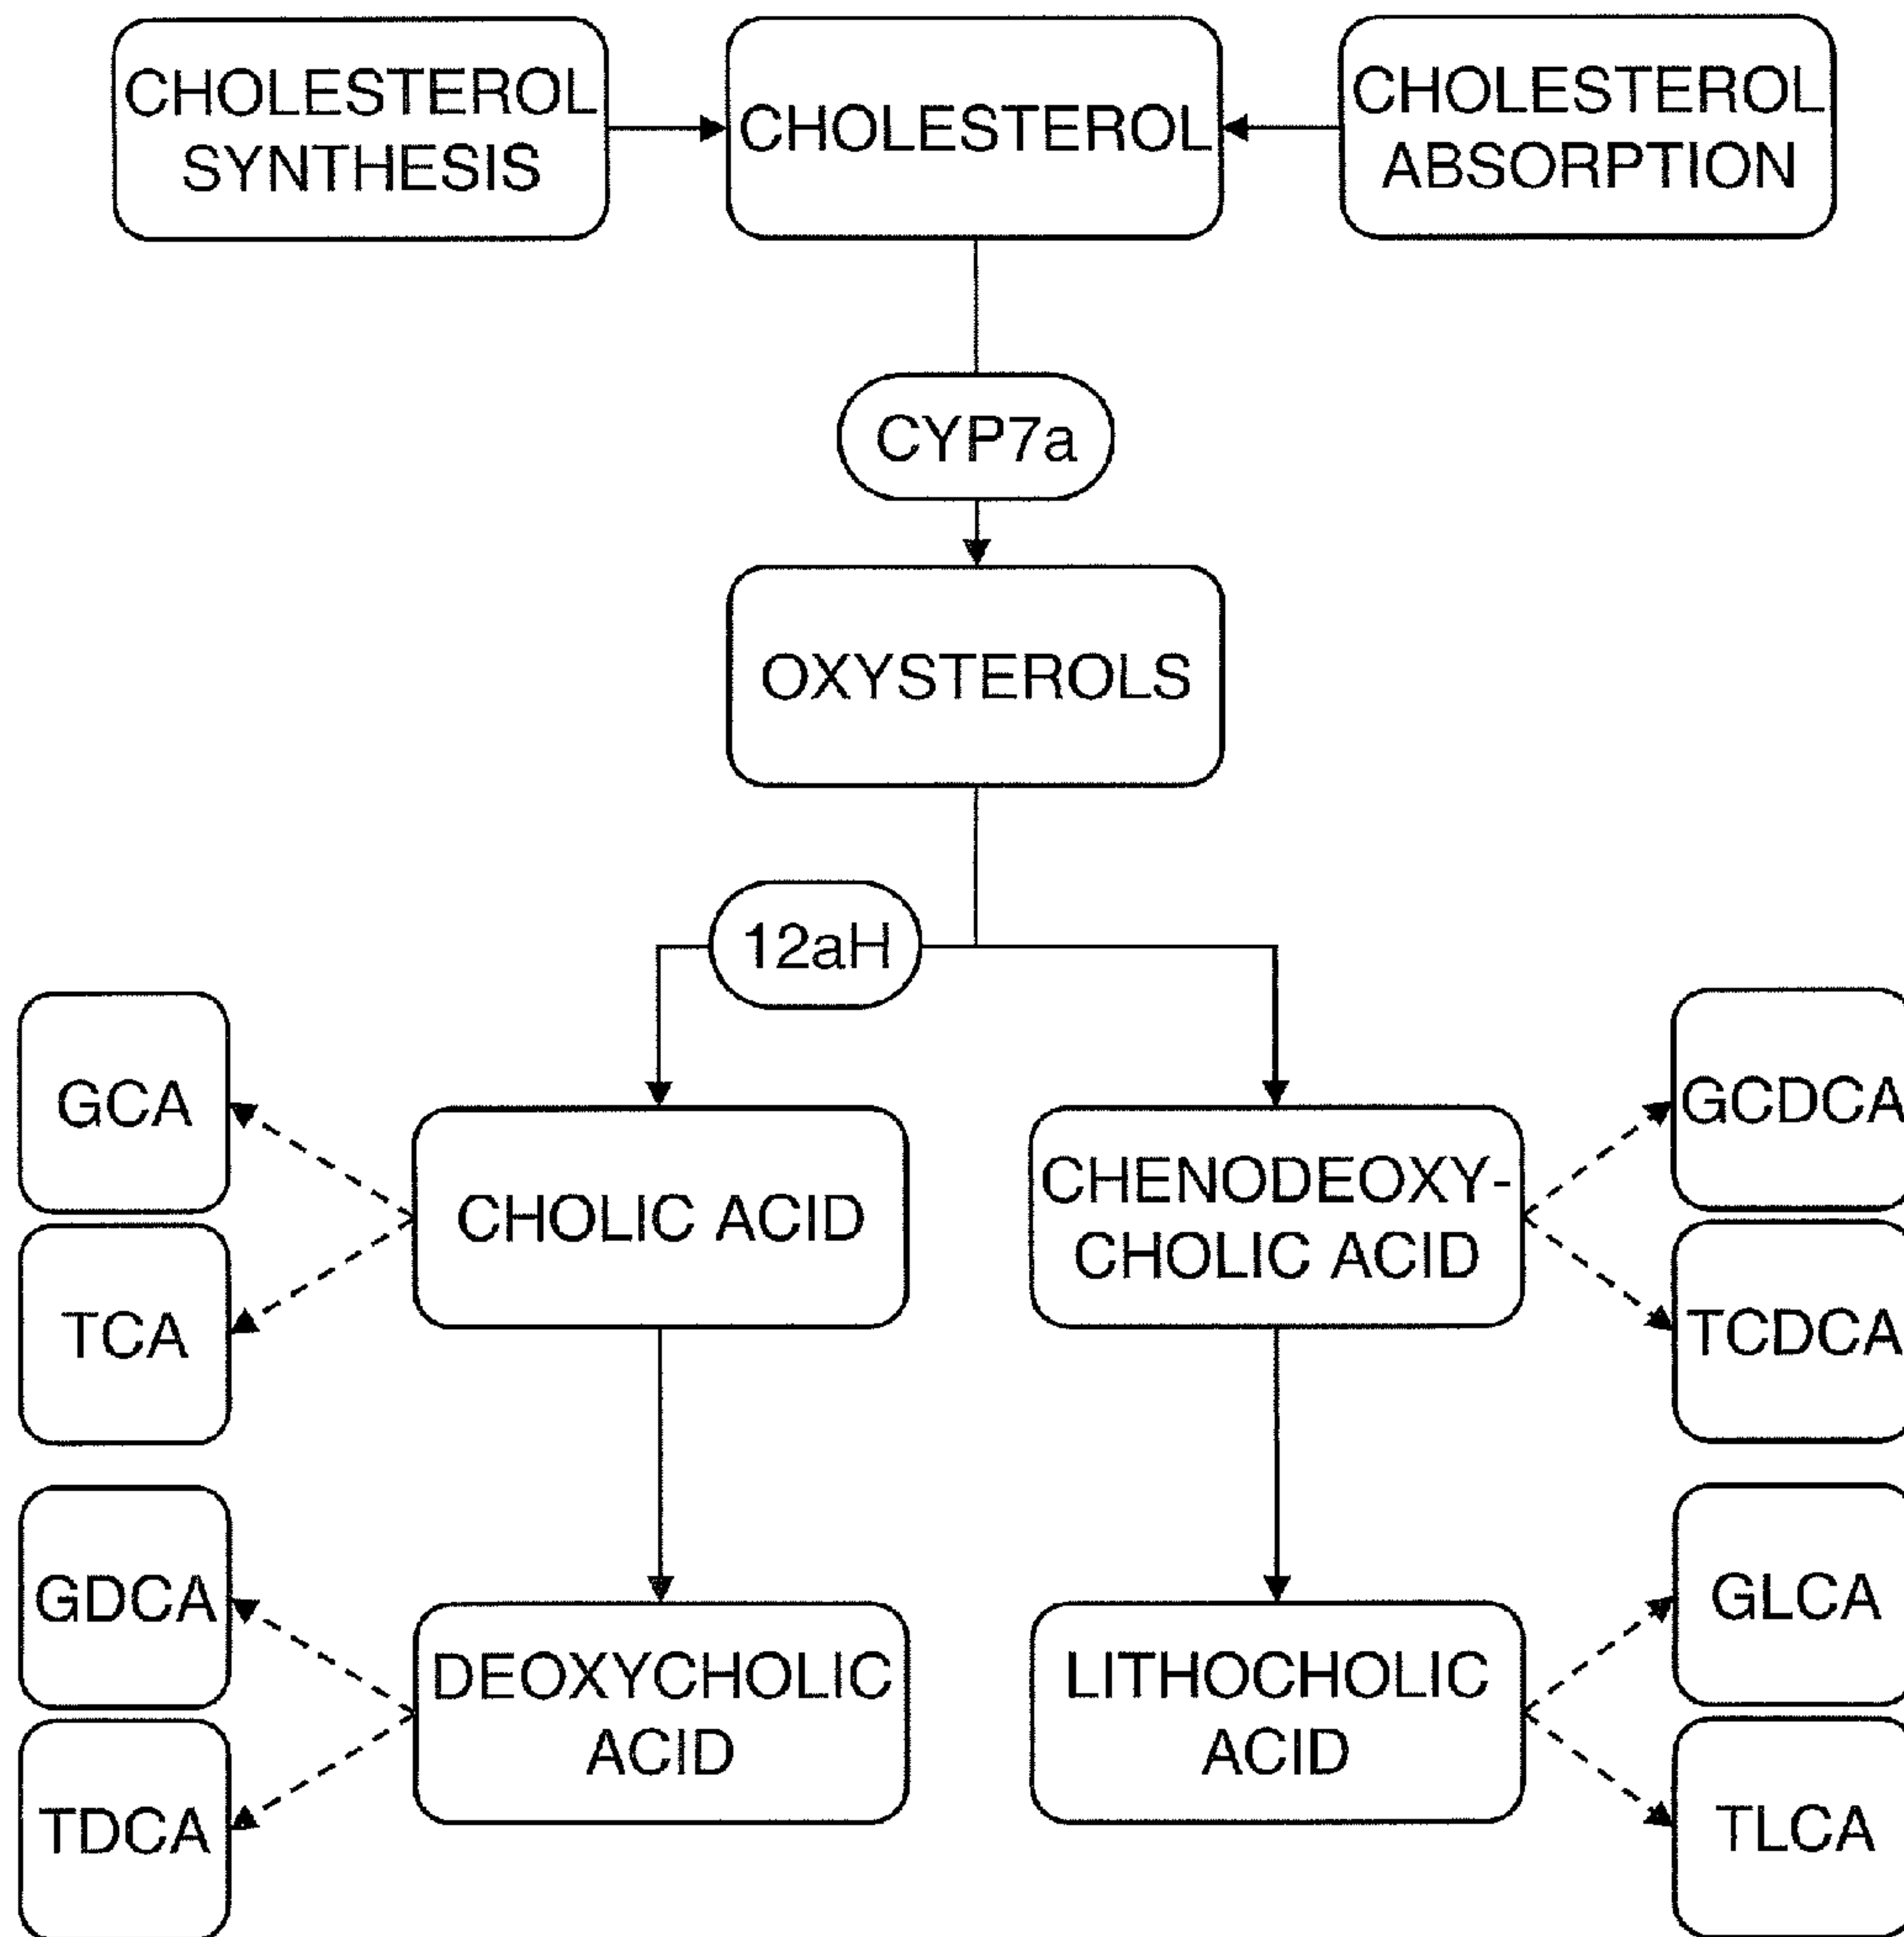 CHOLESTEROL
SYNTHESIS
CHOLESTEROL
CHOLESTEROL
ABSORPTION
CYP7a
OXYSTEROLS
12aH
GCA
TCA
CHOLIC ACID
CHENODEOXY-
CHOLIC ACID
GCDCA
TCDCA
GDCA
TDCA
DEOXYCHOLIC
ACID
LITHOCHOLIC
ACID
GLCA
TLCA